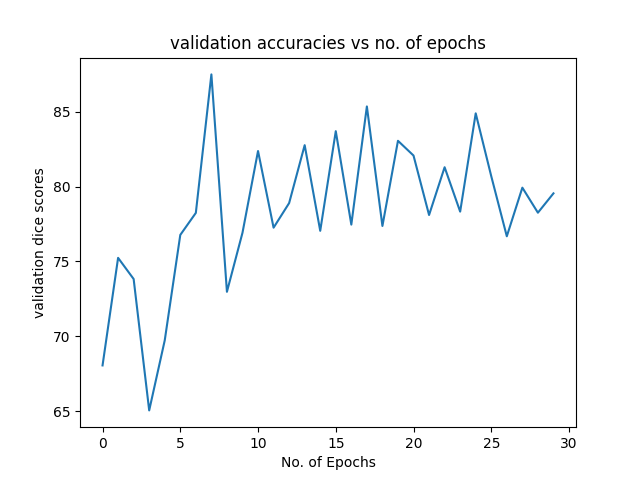 validation accuracies vs no. of epochs
validation dice scores
85
80
75
70
65
0 5 10 15 20 25 30
No. of Epochs